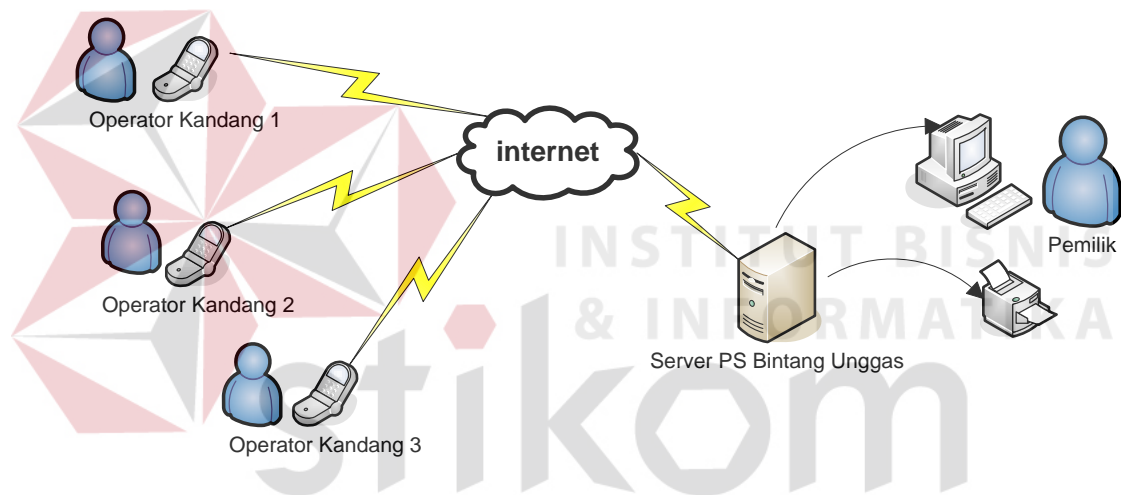 Operator Kandang 1
internet
Operator Kandang 2
Operator Kandang 3
Server PS Bintang Unggas
Pemilik
INSTITUT BISNIS
& INFORMATIKA
stikom